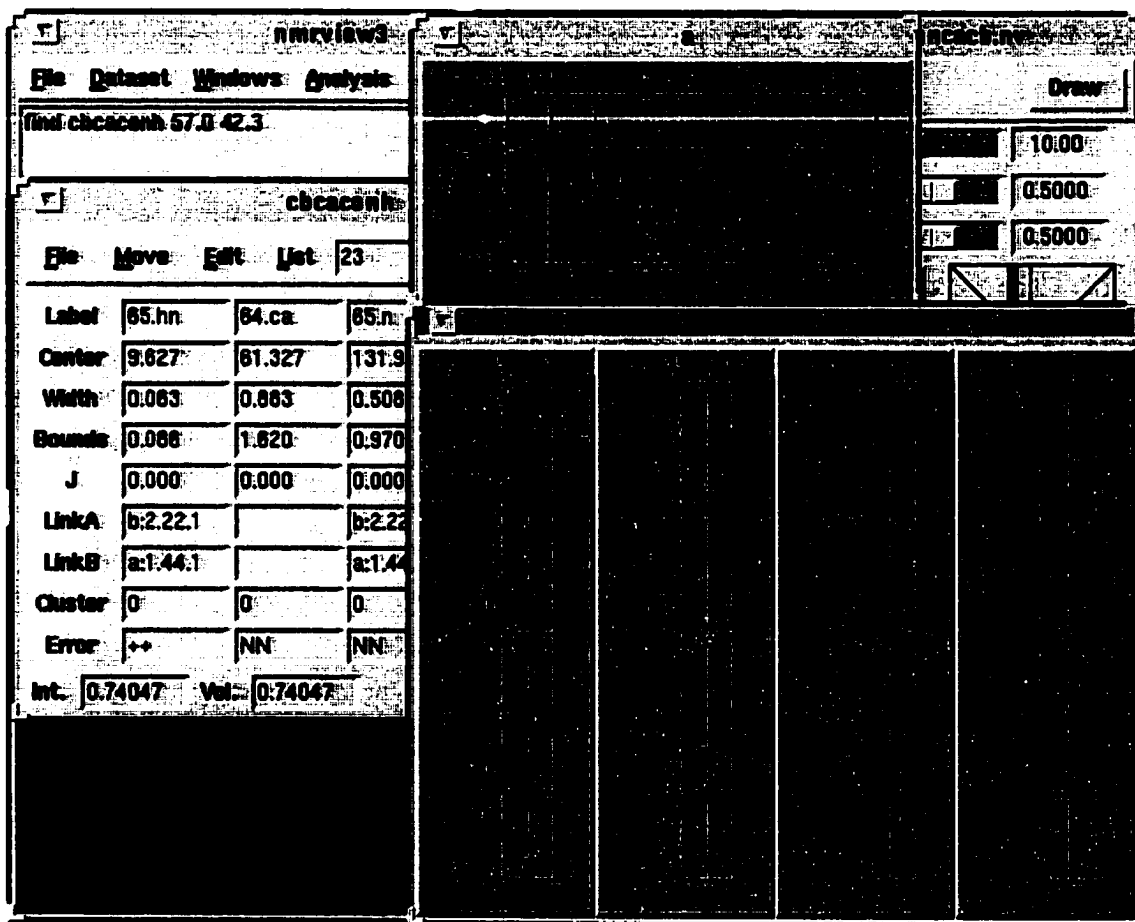 nmrview3
File Dataset Windows Analysis
find cbcaconh 57.0 42.3
cbcaconh
File Move Edit List 23
Label 65.hn 64.ca 65.n
Center 9.627 61.327 131.9
Width 0.063 0.863 0.508
Bounds 0.088 1.620 0.970
J 0.000 0.000 0.000
LinkA b:2.22.1 b:2.22
LinkB a:1.44.1 a:1.44
Cluster 0 0 0
Error ++ NN NN
Int. 0.74047 Vol. 0.74047
a
Draw
10.00
0.5000
0.5000